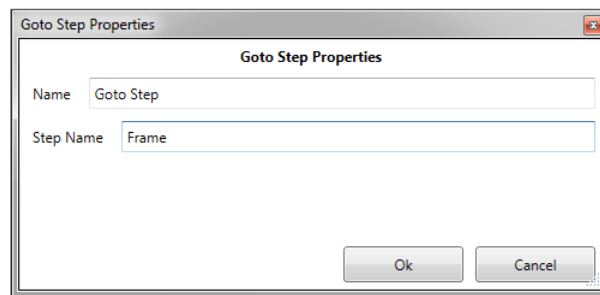 Goto Step Properties
Goto Step Properties
Name Goto Step
Step Name Frame
Ok Cancel